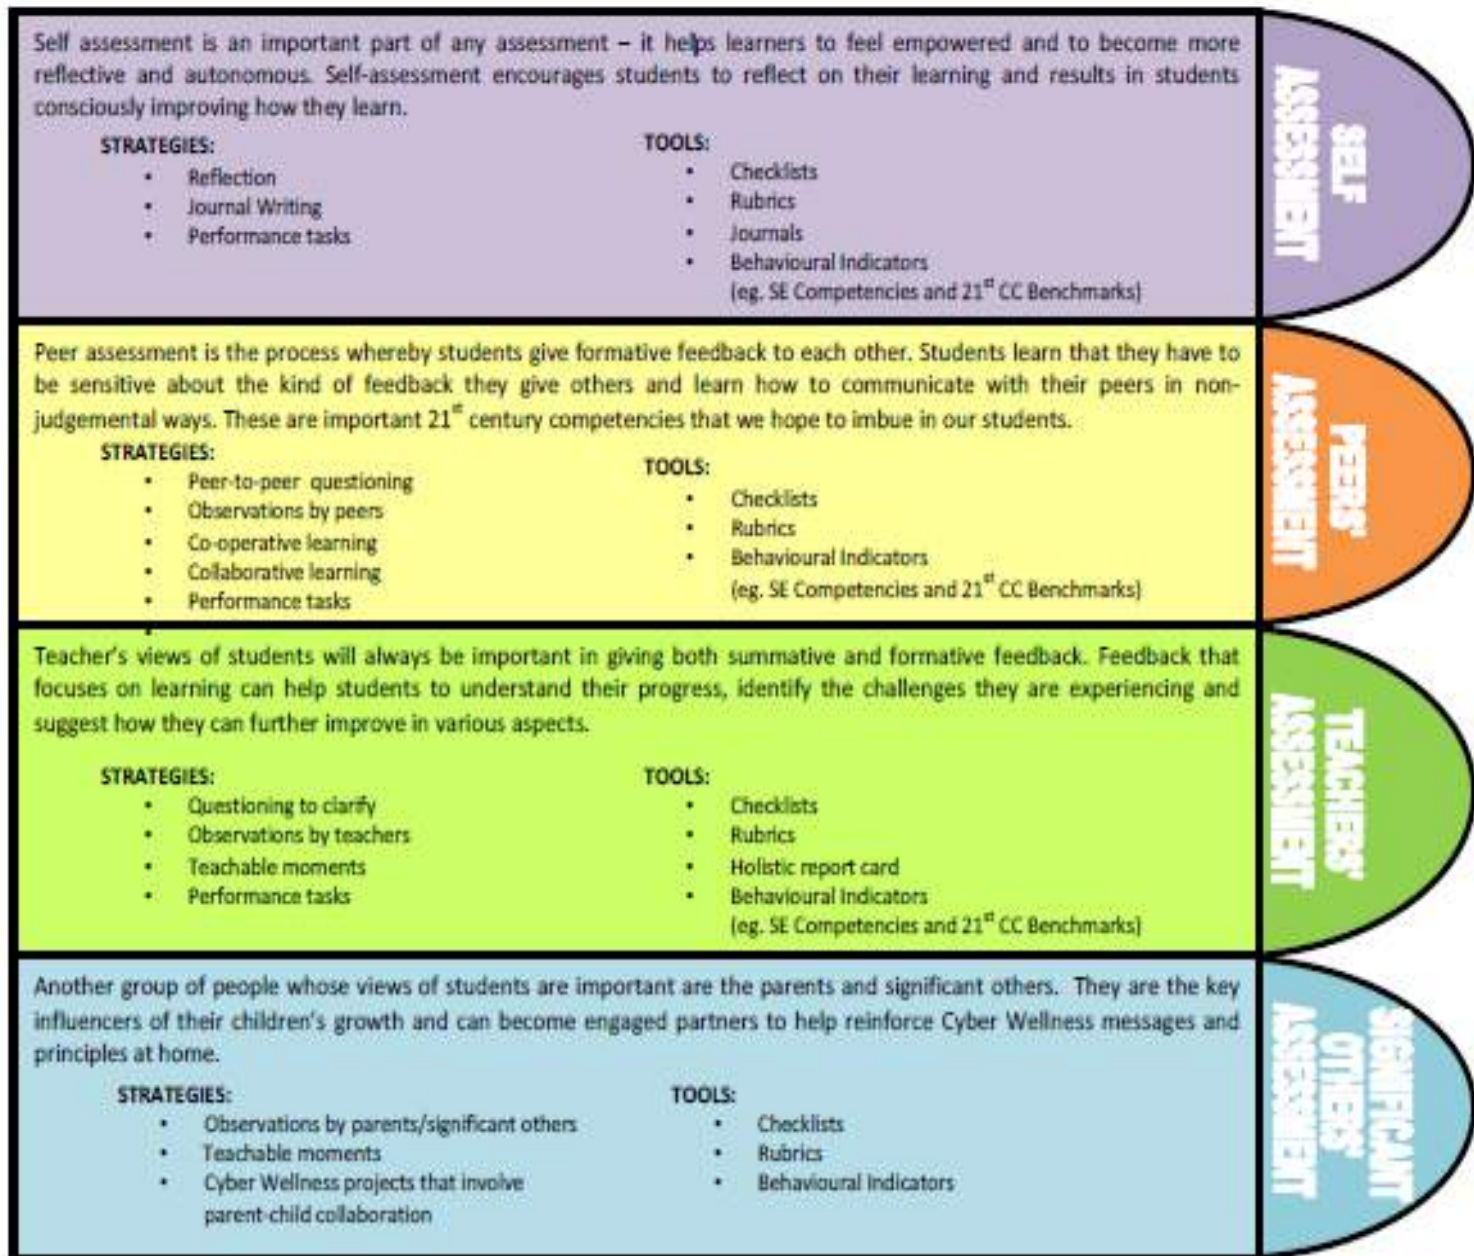 Self assessment is an important part of any assessment – it helps learners to feel empowered and to become more
reflective and autonomous. Self-assessment encourages students to reflect on their learning and results in students
consciously improving how they learn.
STRATEGIES:
• Reflection
• Journal Writing
• Performance tasks
TOOLS:
• Checklists
• Rubrics
• Journals
• Behavioural Indicators
(eg. SE Competencies and 21st CC Benchmarks)
SELF
ASSESSMENT
Peer assessment is the process whereby students give formative feedback to each other. Students learn that they have to
be sensitive about the kind of feedback they give others and learn how to communicate with their peers in non-
judgemental ways. These are important 21st century competencies that we hope to imbue in our students.
STRATEGIES:
• Peer-to-peer questioning
• Observations by peers
• Co-operative learning
• Collaborative learning
• Performance tasks
•
TOOLS:
• Checklists
• Rubrics
• Behavioural Indicators
(eg. SE Competencies and 21st CC Benchmarks)
PEERS'
ASSESSMENT
Teacher's views of students will always be important in giving both summative and formative feedback. Feedback that
focuses on learning can help students to understand their progress, identify the challenges they are experiencing and
suggest how they can further improve in various aspects.
STRATEGIES:
• Questioning to clarify
• Observations by teachers
• Teachable moments
• Performance tasks
TOOLS:
• Checklists
• Rubrics
• Holistic report card
• Behavioural Indicators
(eg. SE Competencies and 21st CC Benchmarks)
TEACHERS'
ASSESSMENT
Another group of people whose views of students are important are the parents and significant others. They are the key
influencers of their children's growth and can become engaged partners to help reinforce Cyber Wellness messages and
principles at home.
STRATEGIES:
• Observations by parents/significant others
• Teachable moments
• Cyber Wellness projects that involve
parent-child collaboration
TOOLS:
• Checklists
• Rubrics
• Behavioural Indicators
SIGNIFICANT
OTHERS'
ASSESSMENT